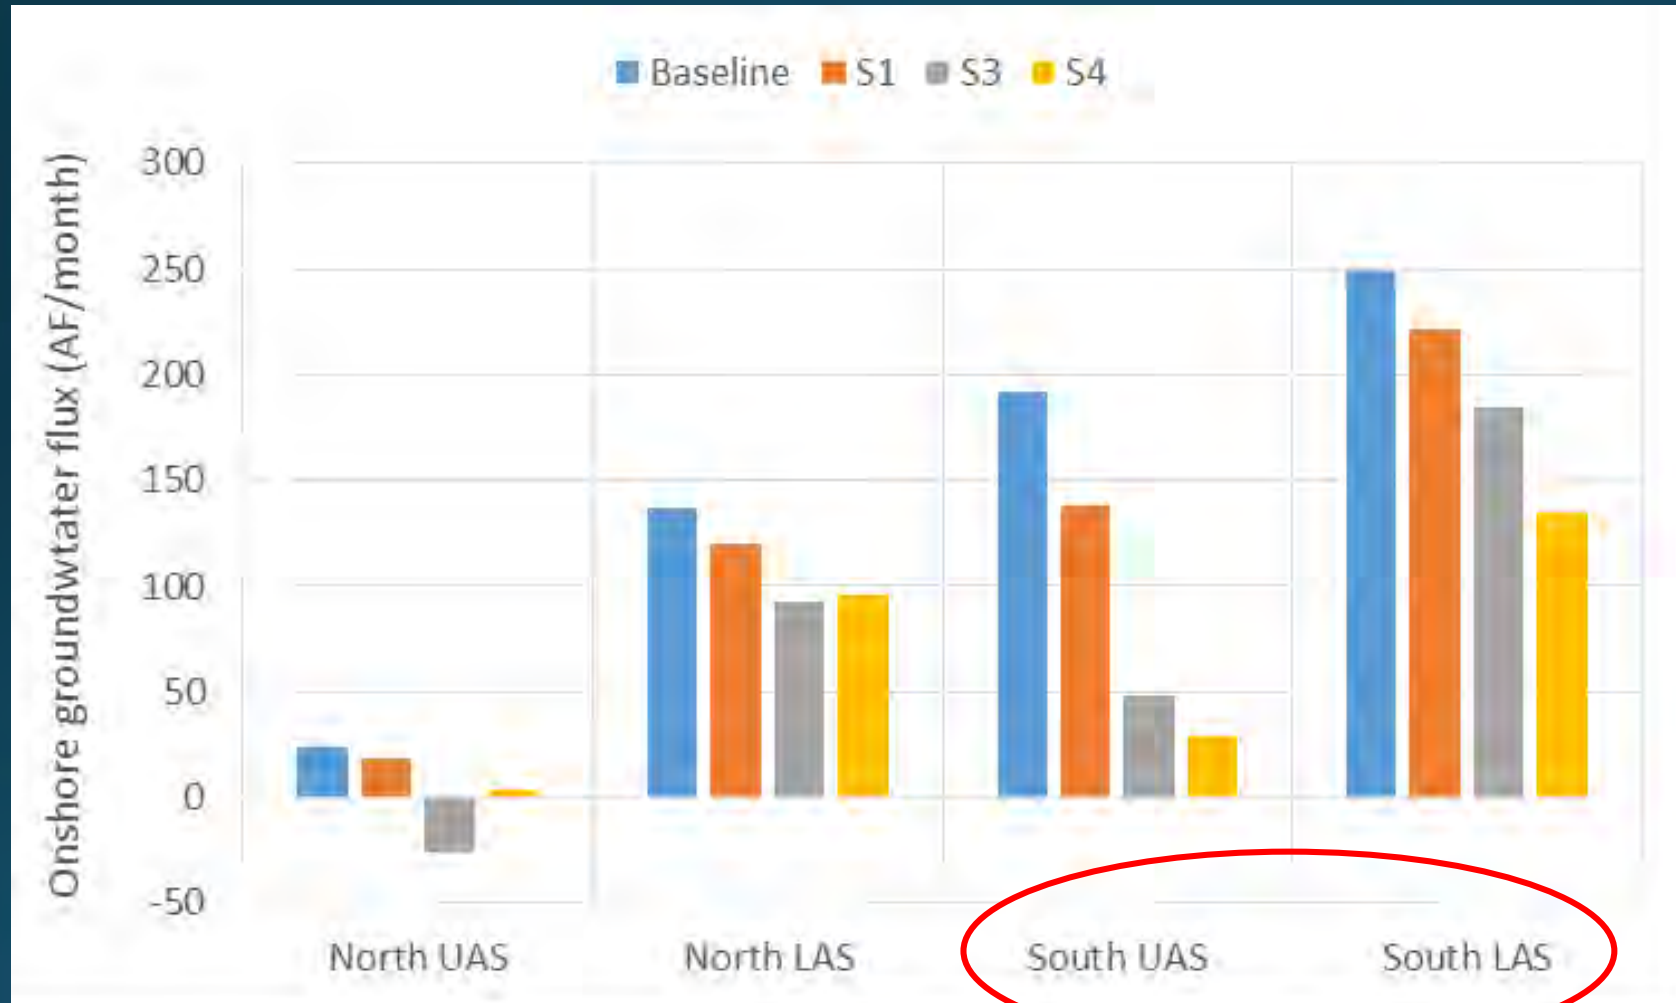 Baseline S1 S3 S4
Onshore groundwtater flux (AF/month)
300
250
200
150
100
50
0
-50
North UAS North LAS South UAS South LAS